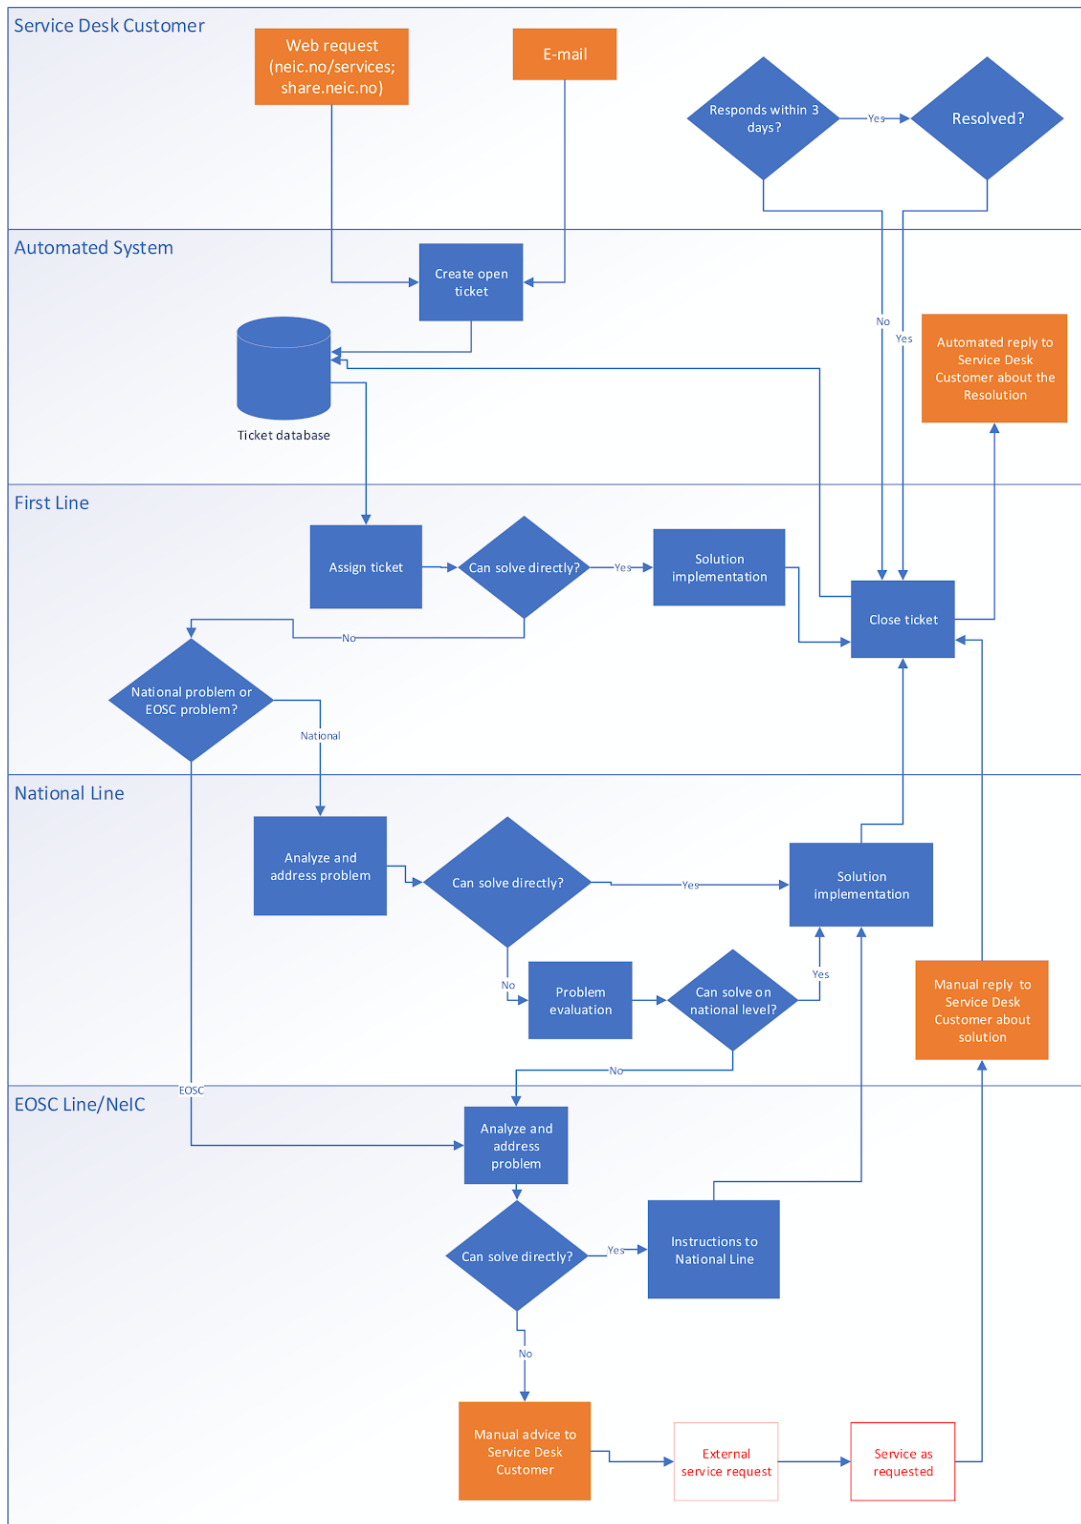 Service Desk Customer
Web request
(neic.no/services;
share.neic.no)
E-mail
Responds within 3
days?
Yes
Resolved?
Automated System
Create open
ticket
No
Yes
Automated reply to
Service Desk
Customer about the
Resolution
Ticket database
First Line
Assign ticket
Can solve directly?
Yes
Solution
implementation
Close ticket
No
National problem or
EOSC problem?
National
National Line
Analyze and
address problem
Can solve directly?
Yes
Solution
implementation
No
Problem
evaluation
Can solve on
national level?
Yes
Manual reply to
Service Desk
Customer about
solution
No
EOSC
EOSC Line/NeIC
Analyze and
address
problem
Can solve directly?
Yes
Instructions to
National Line
No
Manual advice to
Service Desk
Customer
External
service request
Service as
requested